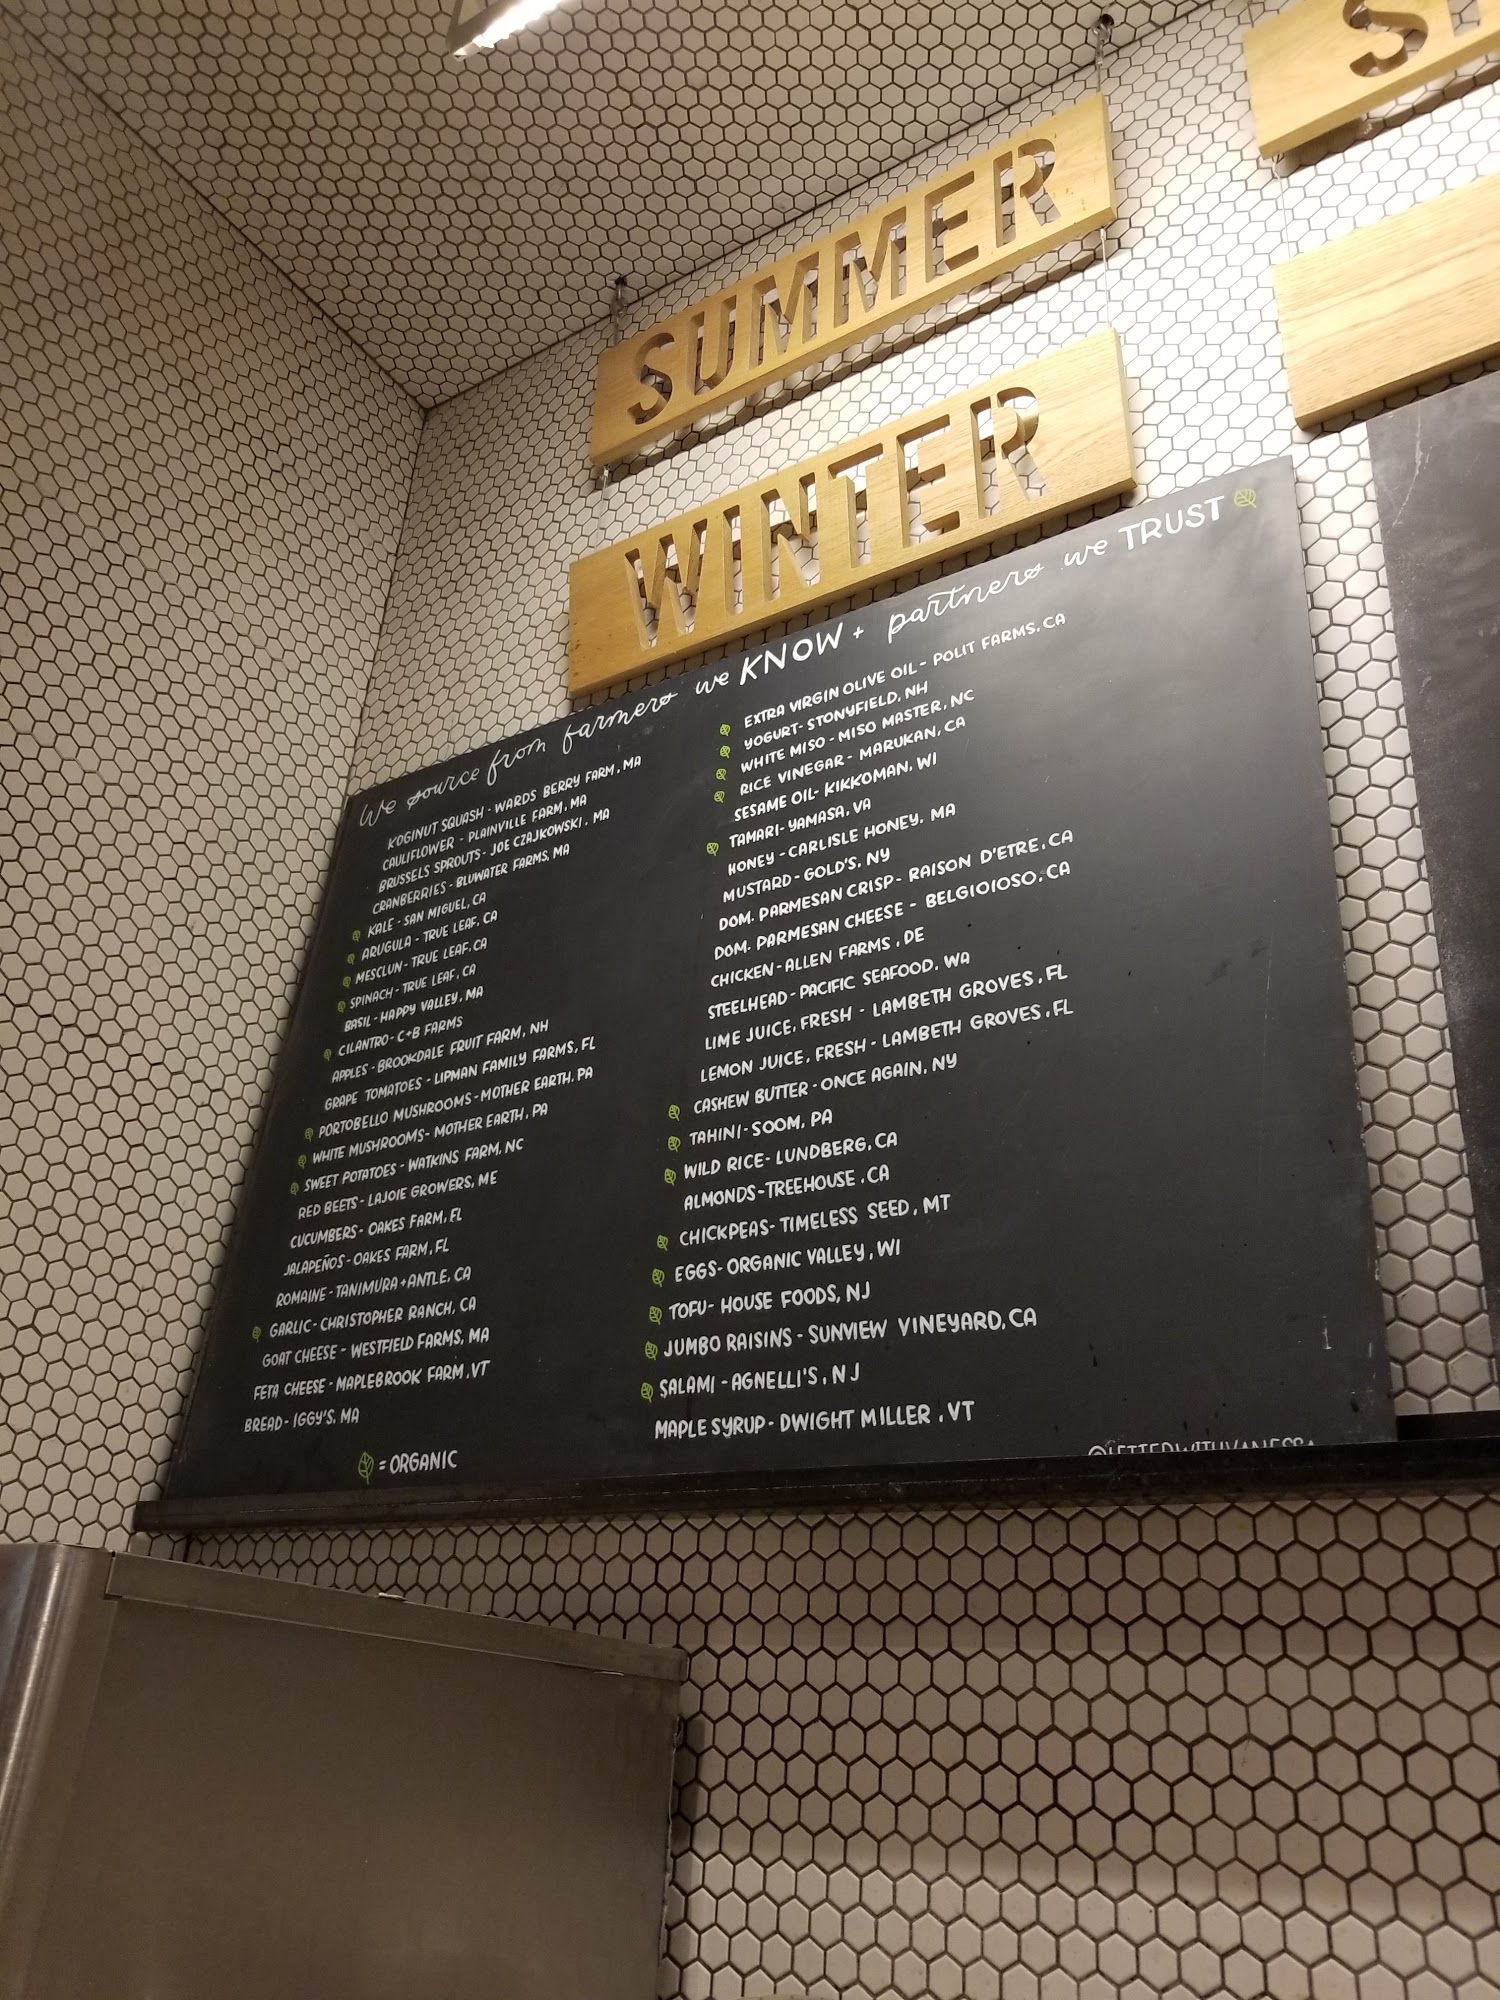 SUMMER
WINTER
We source from farmers we KNOW + partners we TRUST
KOGINUT SQUASH - WARDS BERRY FARM, MA
CAULIFLOWER - PLAINVILLE FARM, MA
BRUSSELS SPROUTS - JOE CZAJKOWSKI, MA
CRANBERRIES - BLUWATER FARMS, MA
KALE - SAN MIGUEL, CA
ARUGULA - TRUE LEAF, CA
MESCLUN - TRUE LEAF, CA
SPINACH - TRUE LEAF, CA
BASIL - HAPPY VALLEY, MA
CILANTRO - C+B FARMS
APPLES - BROOKDALE FRUIT FARM, NH
GRAPE TOMATOES - LIPMAN FAMILY FARMS, FL
PORTOBELLO MUSHROOMS - MOTHER EARTH, PA
WHITE MUSHROOMS - MOTHER EARTH, PA
SWEET POTATOES - WATKINS FARM, NC
RED BEETS - LAJOIE GROWERS, ME
CUCUMBERS - OAKES FARM, FL
JALAPEÑOS - OAKES FARM, FL
ROMAINE - TANIMURA + ANTLE, CA
GARLIC - CHRISTOPHER RANCH, CA
GOAT CHEESE - WESTFIELD FARMS, MA
FETA CHEESE - MAPLEBROOK FARM, VT
BREAD - IGGY'S, MA
= ORGANIC
EXTRA VIRGIN OLIVE OIL - POLIT FARMS, CA
YOGURT - STONYFIELD, NH
WHITE MISO - MISO MASTER, NC
RICE VINEGAR - MARUKAN, CA
SESAME OIL - KIKKOMAN, WI
TAMARI - YAMASA, VA
HONEY - CARLISLE HONEY, MA
MUSTARD - GOLD'S, NY
DOM. PARMESAN CRISP - RAISON D'ETRE, CA
DOM. PARMESAN CHEESE - BELGIOIOSO, CA
CHICKEN - ALLEN FARMS, DE
STEELHEAD - PACIFIC SEAFOOD, WA
LIME JUICE, FRESH - LAMBETH GROVES, FL
LEMON JUICE, FRESH - LAMBETH GROVES, FL
CASHEW BUTTER - ONCE AGAIN, NY
TAHINI - SOOM, PA
WILD RICE - LUNDBERG, CA
ALMONDS - TREEHOUSE, CA
CHICKPEAS - TIMELESS SEED, MT
EGGS - ORGANIC VALLEY, WI
TOFU - HOUSE FOODS, NJ
JUMBO RAISINS - SUNVIEW VINEYARD, CA
SALAMI - AGNELLI'S, NJ
MAPLE SYRUP - DWIGHT MILLER, VT
@LETTERWITHVANESSA